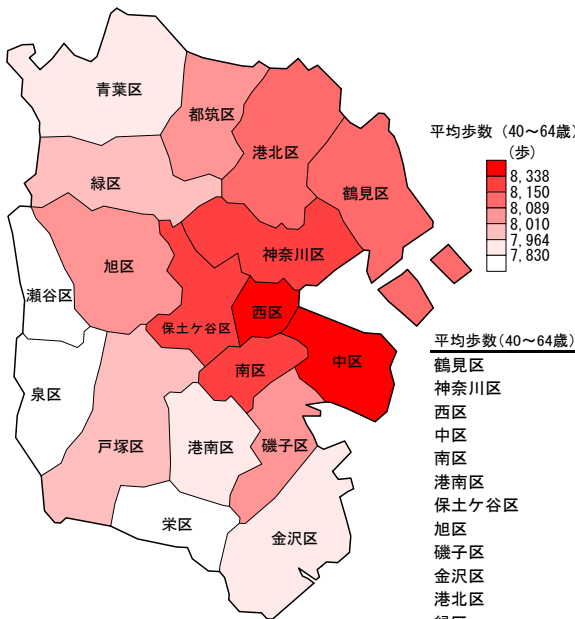 青葉区
都筑区
港北区
緑区
鶴見区
神奈川区
旭区
瀬谷区
保土ケ谷区
西区
中区
南区
泉区
戸塚区
港南区
磯子区
栄区
金沢区
平均歩数 (40～64歳)
(歩)
8,338
8,150
8,089
8,010
7,964
7,830
平均歩数(40～64歳)
鶴見区
神奈川区
西区
中区
南区
港南区
保土ケ谷区
旭区
磯子区
金沢区
港北区
緑区